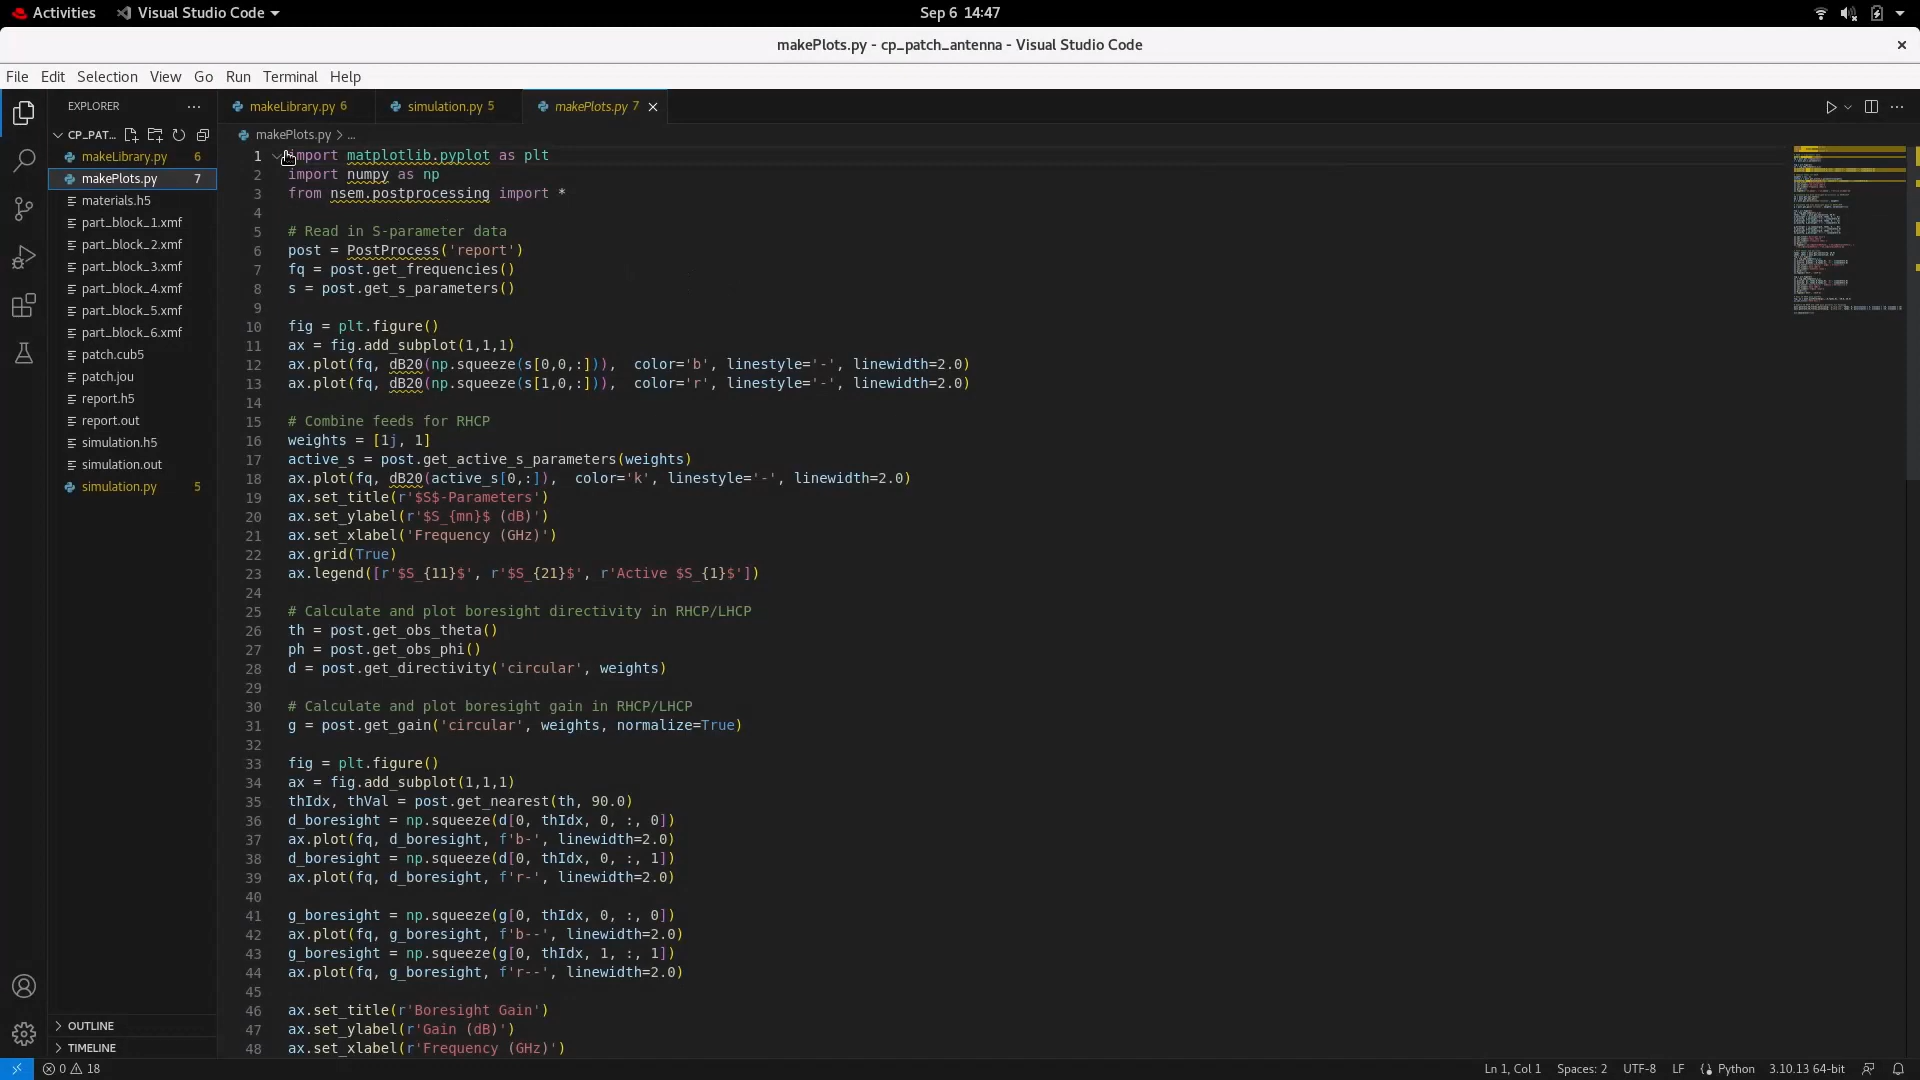 Activities
Visual Studio Code
Sep 6 14:47
makePlots.py - cp_patch_antenna - Visual Studio Code
File Edit Selection View Go Run Terminal Help
EXPLORER
CP_PAT...
makeLibrary.py 6
makePlots.py 7
materials.h5
part_block_1.xmf
part_block_2.xmf
part_block_3.xmf
part_block_4.xmf
part_block_5.xmf
part_block_6.xmf
patch.cub5
patch.jou
report.h5
report.out
simulation.h5
simulation.out
simulation.py 5
OUTLINE
TIMELINE
makeLibrary.py 6
simulation.py 5
makePlots.py 7
makePlots.py > ...
1 import matplotlib.pyplot as plt
2 import numpy as np
3 from nsem.postprocessing import *
4
5 # Read in S-parameter data
6 post = PostProcess('report')
7 fq = post.get_frequencies()
8 s = post.get_s_parameters()
9
10 fig = plt.figure()
11 ax = fig.add_subplot(1,1,1)
12 ax.plot(fq, dB20(np.squeeze(s[0,0,:])),  color='b', linestyle='-', linewidth=2.0)
13 ax.plot(fq, dB20(np.squeeze(s[1,0,:])),  color='r', linestyle='-', linewidth=2.0)
14
15 # Combine feeds for RHCP
16 weights = [1j, 1]
17 active_s = post.get_active_s_parameters(weights)
18 ax.plot(fq, dB20(active_s[0,:]),  color='k', linestyle='-', linewidth=2.0)
19 ax.set_title(r'$S$-Parameters')
20 ax.set_ylabel(r'$S_{mn}$ (dB)')
21 ax.set_xlabel('Frequency (GHz)')
22 ax.grid(True)
23 ax.legend([r'$S_{11}$', r'$S_{21}$', r'Active $S_{1}$'])
24
25 # Calculate and plot boresight directivity in RHCP/LHCP
26 th = post.get_obs_theta()
27 ph = post.get_obs_phi()
28 d = post.get_directivity('circular', weights)
29
30 # Calculate and plot boresight gain in RHCP/LHCP
31 g = post.get_gain('circular', weights, normalize=True)
32
33 fig = plt.figure()
34 ax = fig.add_subplot(1,1,1)
35 thIdx, thVal = post.get_nearest(th, 90.0)
36 d_boresight = np.squeeze(d[0, thIdx, 0, :, 0])
37 ax.plot(fq, d_boresight, f'b-', linewidth=2.0)
38 d_boresight = np.squeeze(d[0, thIdx, 0, :, 1])
39 ax.plot(fq, d_boresight, f'r-', linewidth=2.0)
40
41 g_boresight = np.squeeze(g[0, thIdx, 0, :, 0])
42 ax.plot(fq, g_boresight, f'b--', linewidth=2.0)
43 g_boresight = np.squeeze(g[0, thIdx, 1, :, 1])
44 ax.plot(fq, g_boresight, f'r--', linewidth=2.0)
45
46 ax.set_title(r'Boresight Gain')
47 ax.set_ylabel(r'Gain (dB)')
48 ax.set_xlabel(r'Frequency (GHz)')
0 18
Ln 1, Col 1 Spaces: 2 UTF-8 LF Python 3.10.13 64-bit